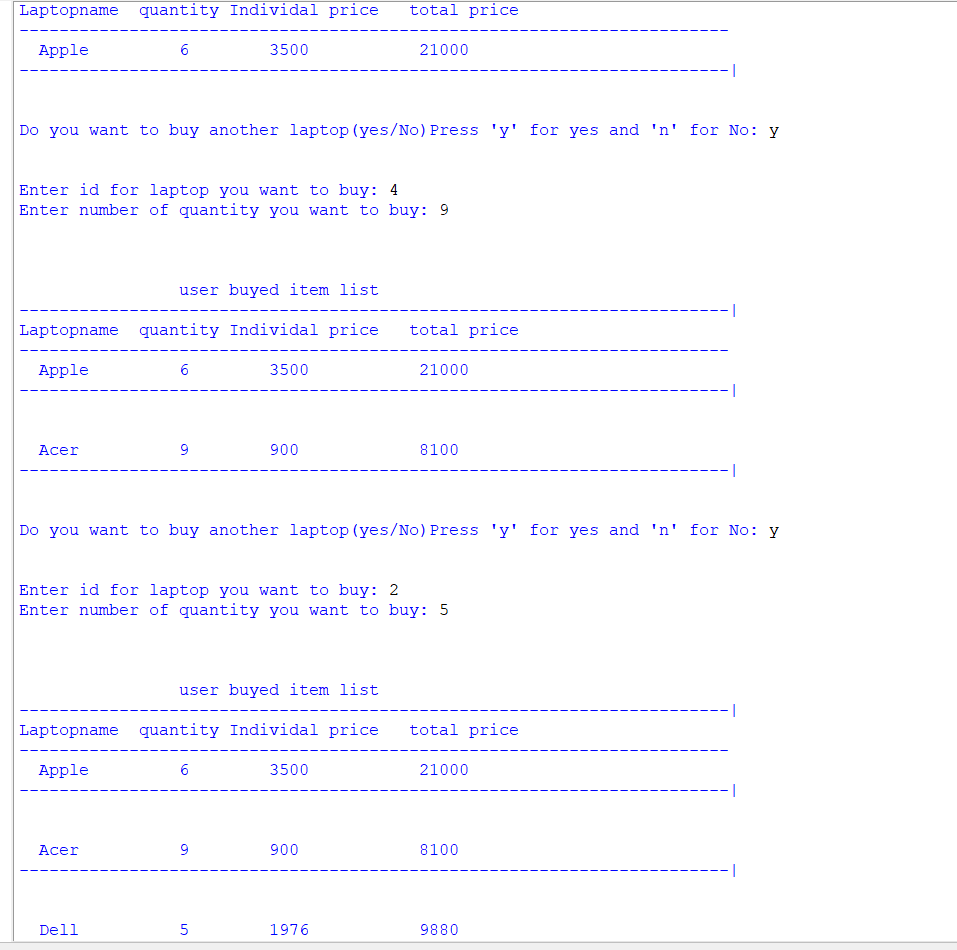 Laptopname  quantity Individal price   total price
-----------------------------------------------------------------------
  Apple         6        3500           21000
-----------------------------------------------------------------------|
Do you want to buy another laptop(yes/No)Press 'y' for yes and 'n' for No: y
Enter id for laptop you want to buy: 4
Enter number of quantity you want to buy: 9
                user buyed item list
-----------------------------------------------------------------------|
Laptopname  quantity Individal price   total price
-----------------------------------------------------------------------
  Apple         6        3500           21000
-----------------------------------------------------------------------|
  Acer          9        900            8100
-----------------------------------------------------------------------|
Do you want to buy another laptop(yes/No)Press 'y' for yes and 'n' for No: y
Enter id for laptop you want to buy: 2
Enter number of quantity you want to buy: 5
                user buyed item list
-----------------------------------------------------------------------|
Laptopname  quantity Individal price   total price
-----------------------------------------------------------------------
  Apple         6        3500           21000
-----------------------------------------------------------------------|
  Acer          9        900            8100
-----------------------------------------------------------------------|
  Dell          5        1976           9880